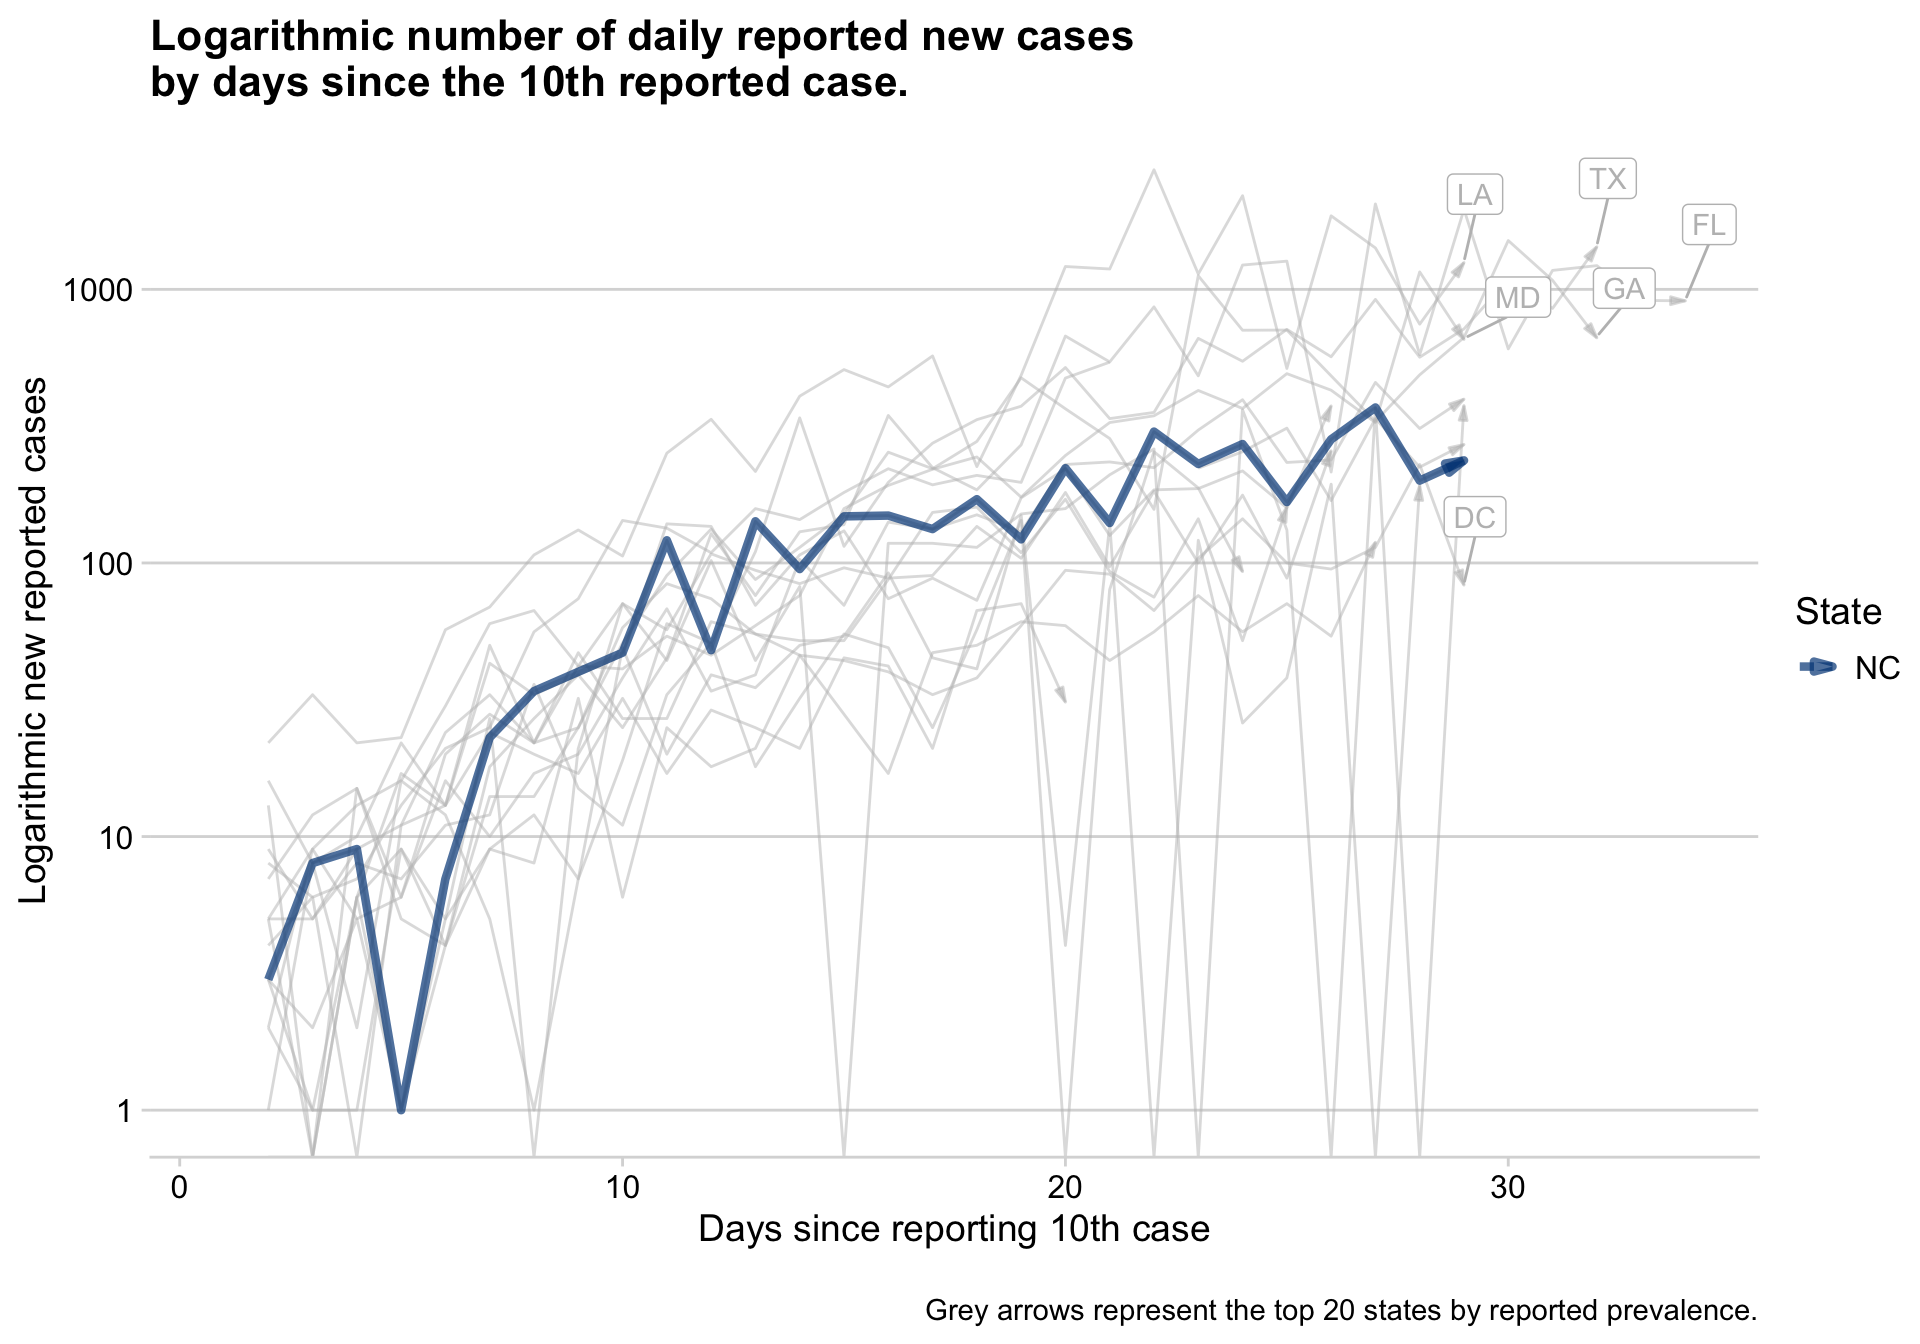 Logarithmic number of daily reported new cases
by days since the 10th reported case.
LA
TX
FL
MD
GA
DC
Logarithmic new reported cases
1000
100
10
1
0
10
20
30
Days since reporting 10th case
State
NC
Grey arrows represent the top 20 states by reported prevalence.